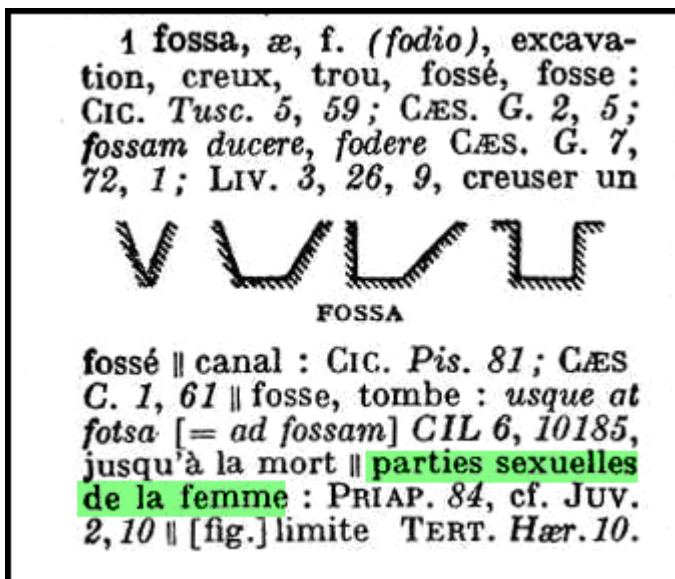 1 fossa, æ, f. (fodio), excava-
tion, creux, trou, fossé, fosse :
CIC. Tusc. 5, 59 ; CÆS. G. 2, 5 ;
fossam ducere, fodere CÆS. G. 7,
72, 1 ; LIV. 3, 26, 9, creuser un
FOSSA
fossé ‖ canal : CIC. Pis. 81 ; CÆS
C. 1, 61 ‖ fosse, tombe : usque at
fotsa [= ad fossam] CIL 6, 10185,
jusqu'à la mort ‖ parties sexuelles
de la femme : PRIAP. 84, cf. JUV.
2, 10 ‖ [fig.] limite TERT. Hær. 10.